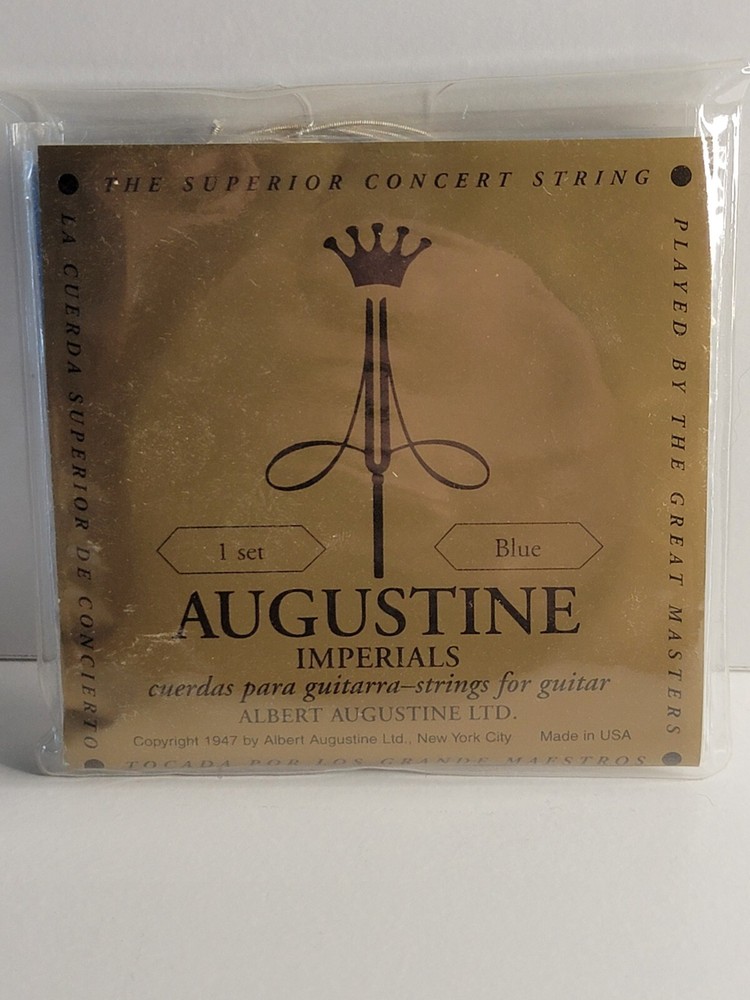 THE SUPERIOR CONCERT STRING
LA CUERDA SUPERIOR DE CONCIERTO
PLAYED BY THE GREAT MASTERS
1 set
Blue
AUGUSTINE
IMPERIALS
cuerdas para guitarra–strings for guitar
ALBERT AUGUSTINE LTD.
Copyright 1947 by Albert Augustine Ltd., New York City Made in USA
TOCADA POR LOS GRANDE MAESTROS